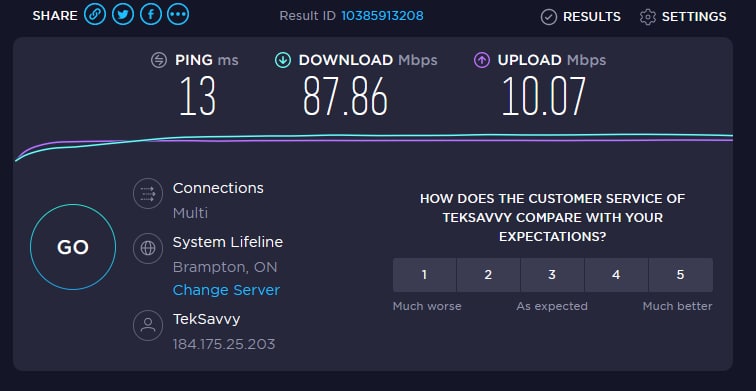 SHARE
Result ID 10385913208
RESULTS
SETTINGS
PING ms
DOWNLOAD Mbps
UPLOAD Mbps
13
87.86
10.07
GO
Connections
Multi
System Lifeline
Brampton, ON
Change Server
TekSavvy
184.175.25.203
HOW DOES THE CUSTOMER SERVICE OF
TEKSAVVY COMPARE WITH YOUR
EXPECTATIONS?
1 2 3 4 5
Much worse As expected Much better